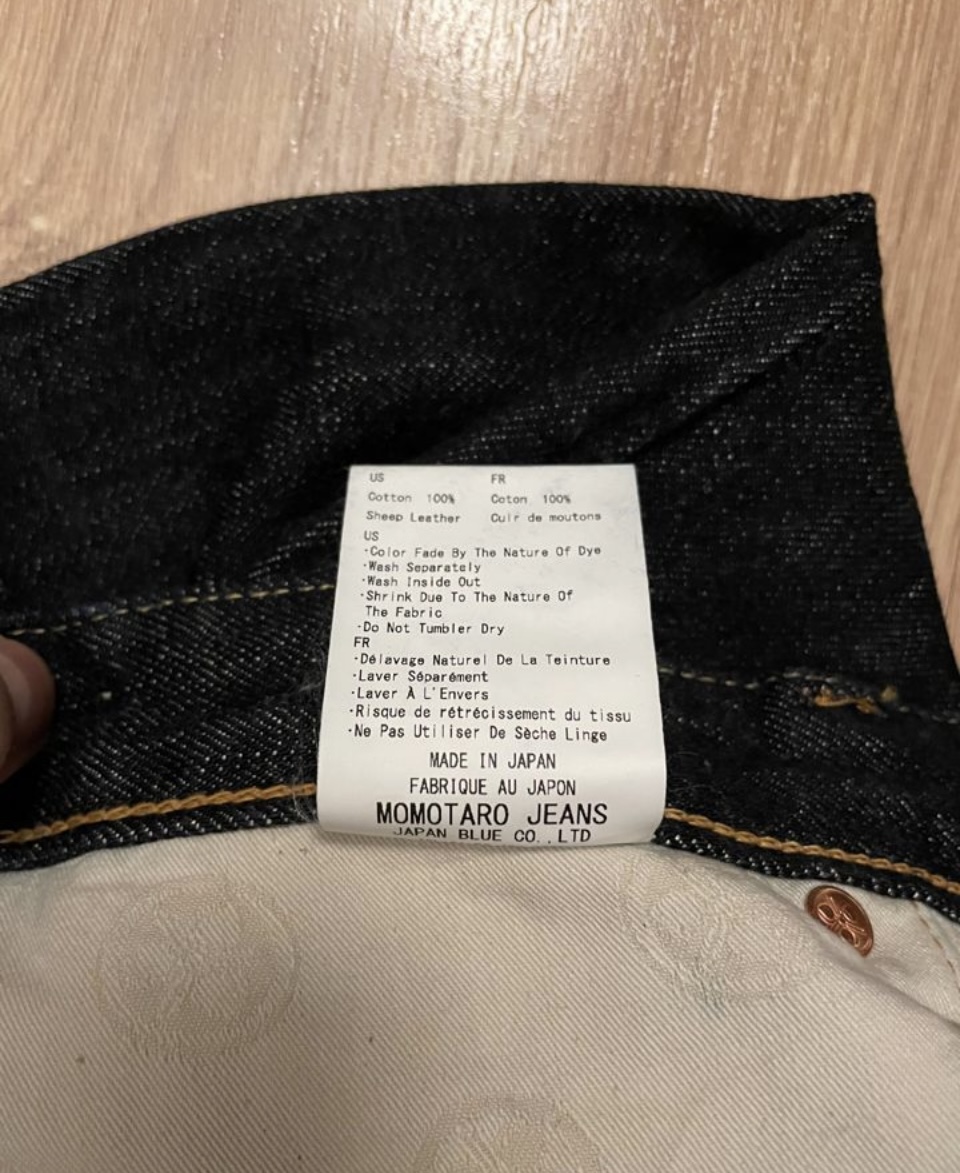 US FR
Cotton 100% Coton 100%
Sheep Leather Cuir de moutons
US
·Color Fade By The Nature Of Dye
·Wash Separately
·Wash Inside Out
·Shrink Due To The Nature Of
The Fabric
·Do Not Tumbler Dry
FR
·Délavage Naturel De La Teinture
·Laver Séparément
·Laver À L'Envers
·Risque de rétrécissement du tissu
·Ne Pas Utiliser De Sèche Linge
MADE IN JAPAN
FABRIQUE AU JAPON
MOMOTARO JEANS
JAPAN BLUE CO.,LTD